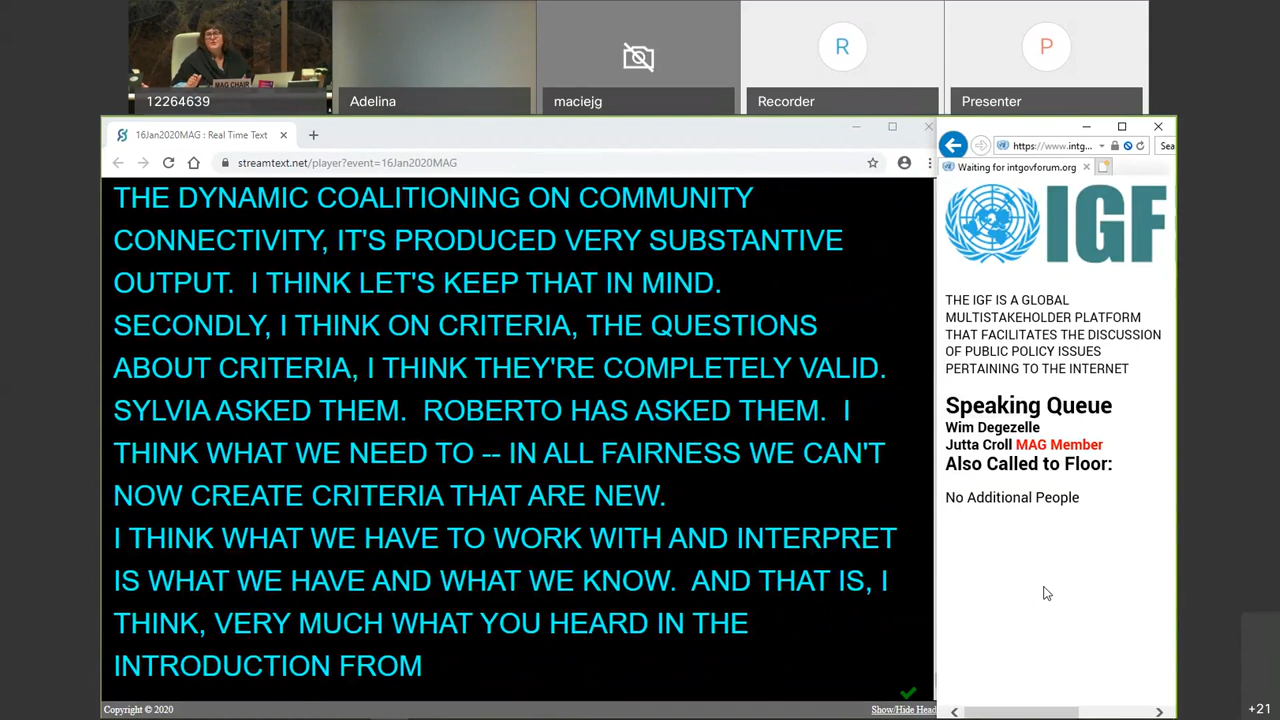 MAG CHAIR
12264639
Adelina
maciejg
R
Recorder
P
Presenter
16Jan2020MAG : Real Time Text
streamtext.net/player?event=16Jan2020MAG
THE DYNAMIC COALITIONING ON COMMUNITY
CONNECTIVITY, IT'S PRODUCED VERY SUBSTANTIVE
OUTPUT.  I THINK LET'S KEEP THAT IN MIND.
SECONDLY, I THINK ON CRITERIA, THE QUESTIONS
ABOUT CRITERIA, I THINK THEY'RE COMPLETELY VALID.
SYLVIA ASKED THEM.  ROBERTO HAS ASKED THEM.  I
THINK WHAT WE NEED TO -- IN ALL FAIRNESS WE CAN'T
NOW CREATE CRITERIA THAT ARE NEW.
I THINK WHAT WE HAVE TO WORK WITH AND INTERPRET
IS WHAT WE HAVE AND WHAT WE KNOW.  AND THAT IS, I
THINK, VERY MUCH WHAT YOU HEARD IN THE
INTRODUCTION FROM
Copyright © 2020
Show/Hide Head
https://www.intg...
Sea
Waiting for intgovforum.org
IGF
THE IGF IS A GLOBAL
MULTISTAKEHOLDER PLATFORM
THAT FACILITATES THE DISCUSSION
OF PUBLIC POLICY ISSUES
PERTAINING TO THE INTERNET
Speaking Queue
Wim Degezelle
Jutta Croll MAG Member
Also Called to Floor:
No Additional People
+21